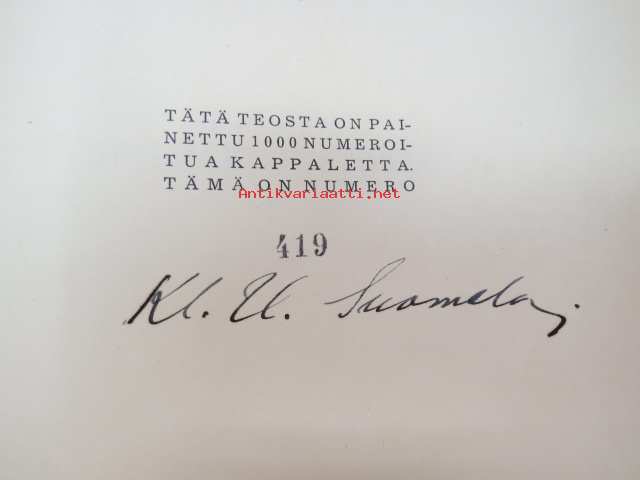 TÄTÄ TEOSTA ON PAI-
NETTU 1000 NUMEROI-
TUA KAPPALETTA.
TÄMÄ ON NUMERO
Antikvariaatti.net
419
Kl. U. Suomela.